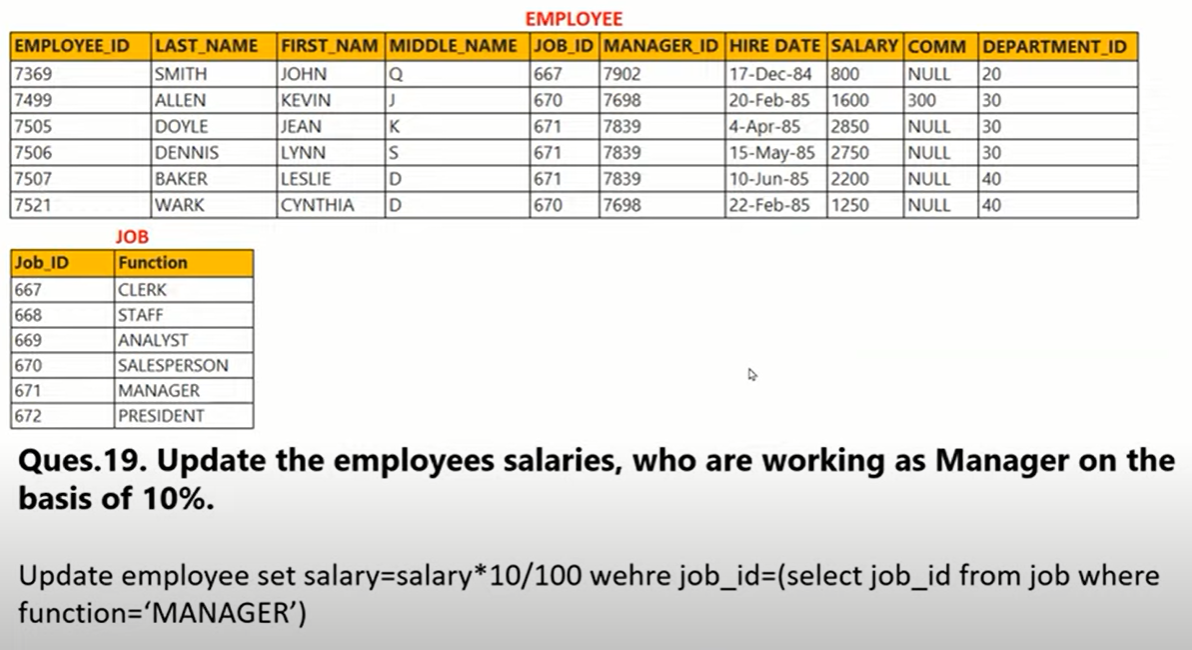 EMPLOYEE
EMPLOYEE_ID LAST_NAME FIRST_NAM MIDDLE_NAME JOB_ID MANAGER_ID HIRE DATE SALARY COMM DEPARTMENT_ID
7369 SMITH JOHN Q 667 7902 17-Dec-84 800 NULL 20
7499 ALLEN KEVIN J 670 7698 20-Feb-85 1600 300 30
7505 DOYLE JEAN K 671 7839 4-Apr-85 2850 NULL 30
7506 DENNIS LYNN S 671 7839 15-May-85 2750 NULL 30
7507 BAKER LESLIE D 671 7839 10-Jun-85 2200 NULL 40
7521 WARK CYNTHIA D 670 7698 22-Feb-85 1250 NULL 40
JOB
Job_ID Function
667 CLERK
668 STAFF
669 ANALYST
670 SALESPERSON
671 MANAGER
672 PRESIDENT
Ques.19. Update the employees salaries, who are working as Manager on the
basis of 10%.
Update employee set salary=salary*10/100 wehre job_id=(select job_id from job where
function=‘MANAGER’)